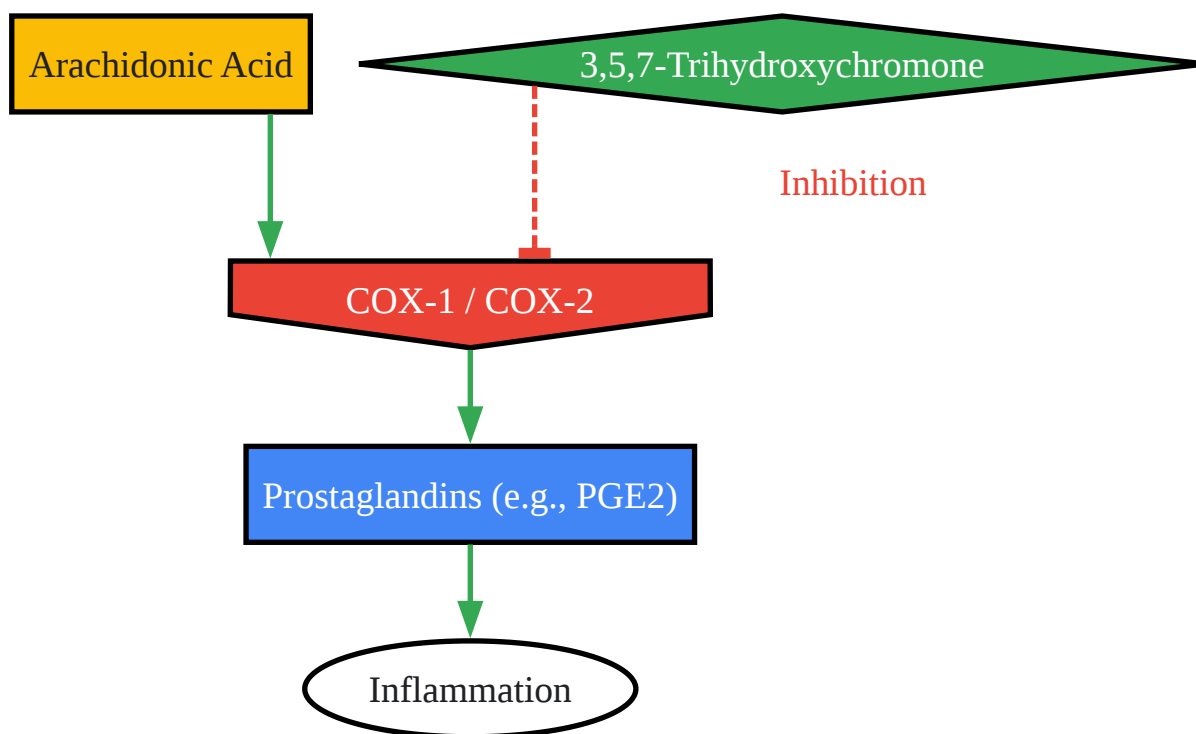 Arachidonic Acid
3,5,7-Trihydroxychromone
Inhibition
COX-1 / COX-2
Prostaglandins (e.g., PGE2)
Inflammation